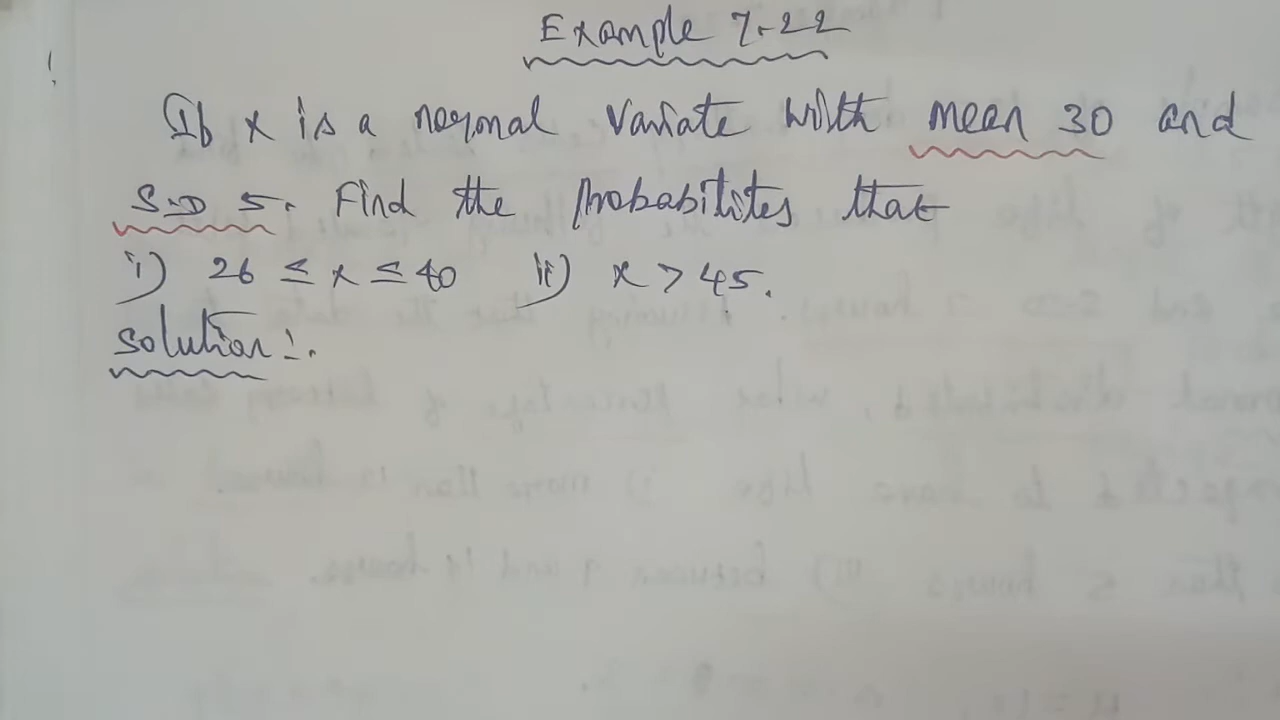 Example 7.22
If x is a normal variate with mean 30 and
S.D 5. Find the Probabilities that
i) 26 ≤ x ≤ 40 ii) x > 45.
Solution:.